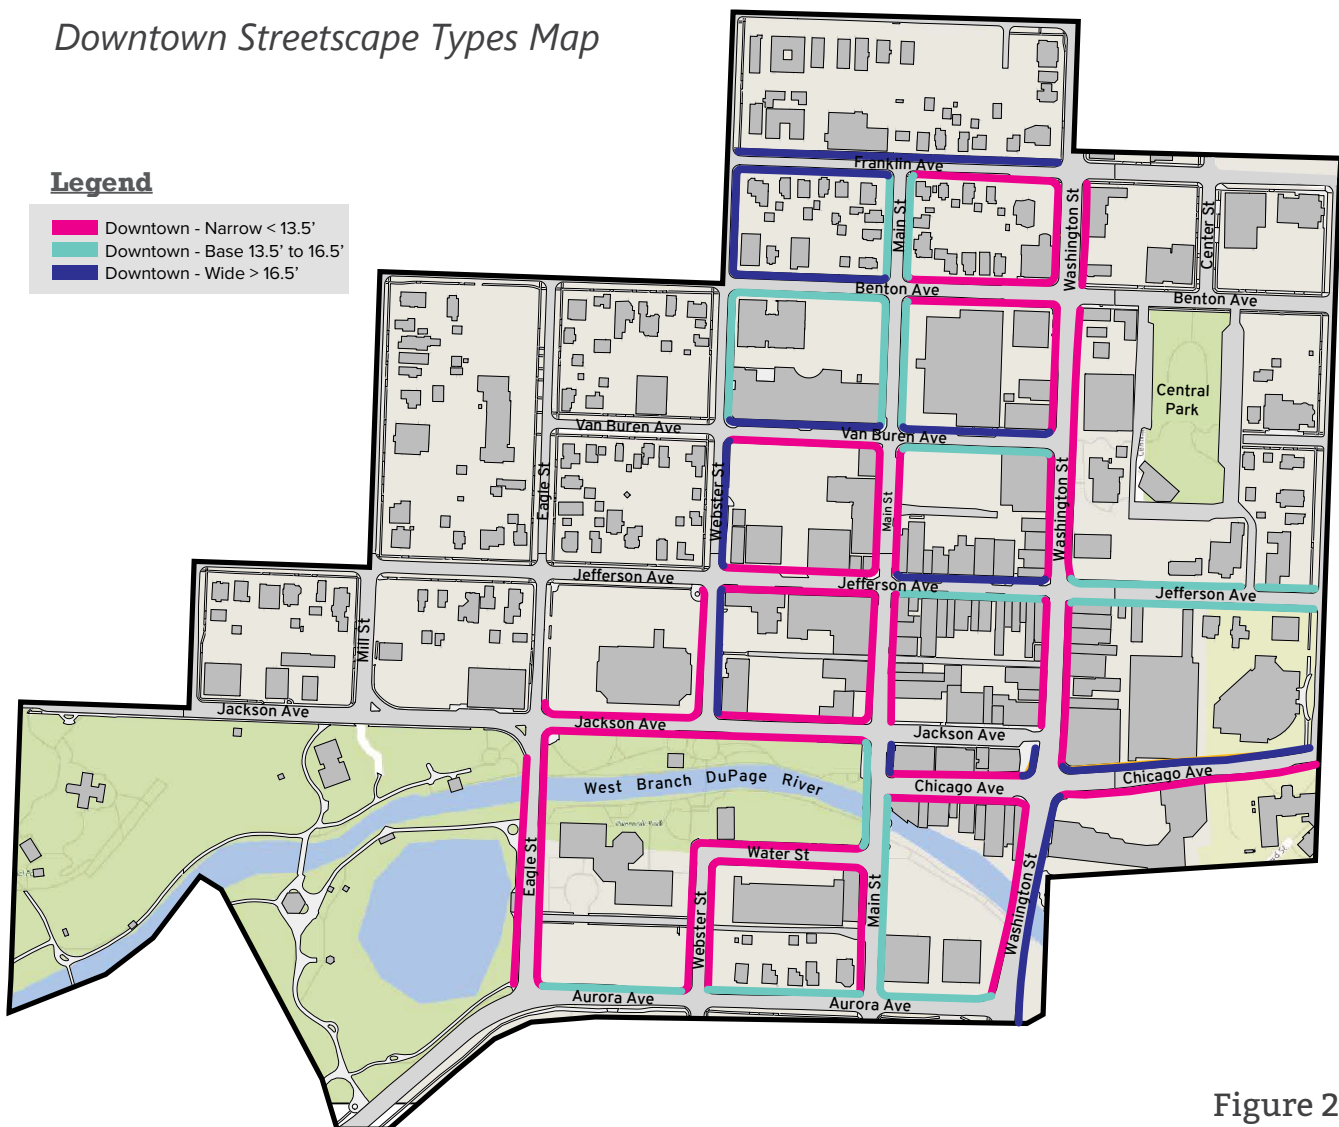 Downtown Streetscape Types Map
Legend
Downtown - Narrow < 13.5'
Downtown - Base 13.5' to 16.5'
Downtown - Wide > 16.5'
Franklin Ave
Main St
Washington St
Center St
Benton Ave
Benton Ave
Central
Park
Van Buren Ave
Van Buren Ave
Eagle St
Webster St
Main St
Washington St
Jefferson Ave
Jefferson Ave
Jefferson Ave
Mill St
Jackson Ave
Jackson Ave
Jackson Ave
Chicago Ave
Chicago Ave
West Branch DuPage River
Water St
Eagle St
Webster St
Main St
Washington St
Aurora Ave
Aurora Ave
Figure 2